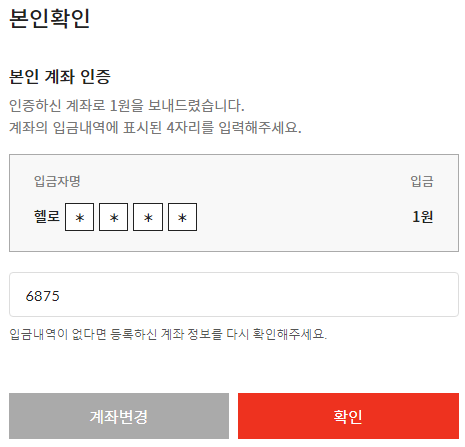 본인확인
본인 계좌 인증
인증하신 계좌로 1원을 보내드렸습니다.
계좌의 입금내역에 표시된 4자리를 입력해주세요.
입금자명 입금
헬로 * * * * 1원
6875
입금내역이 없다면 등록하신 계좌 정보를 다시 확인해주세요.
계좌변경 확인